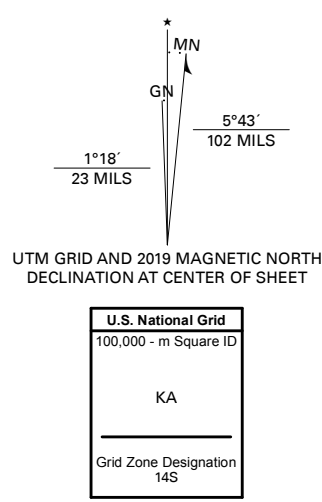 ★
MN
GN
5°43´
102 MILS
1°18´
23 MILS
UTM GRID AND 2019 MAGNETIC NORTH
DECLINATION AT CENTER OF SHEET
U.S. National Grid
100,000 - m Square ID
KA
Grid Zone Designation
14S